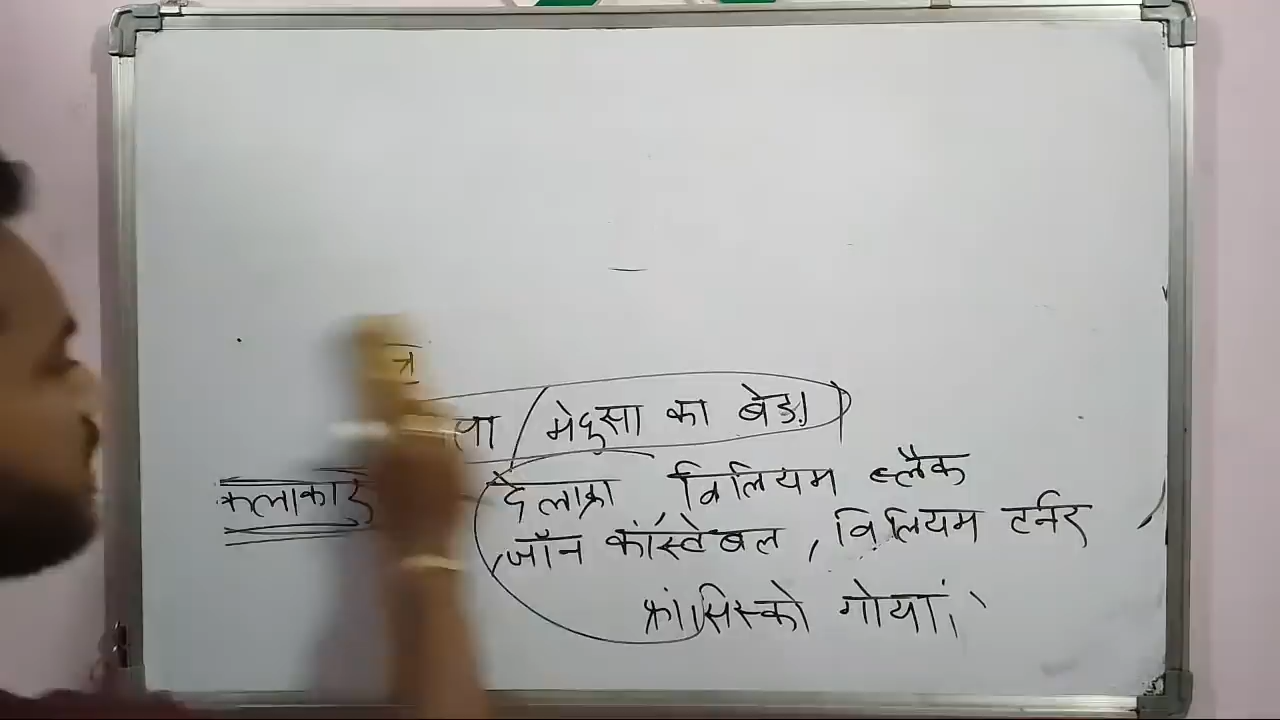 त्र
मेदुसा का बेड़ा
कलाकार
देलाक्रा विलियम ब्लैक
जॉन कॉंस्टेबल , विलियम टर्नर
फ्रांसिस्को गोयां।